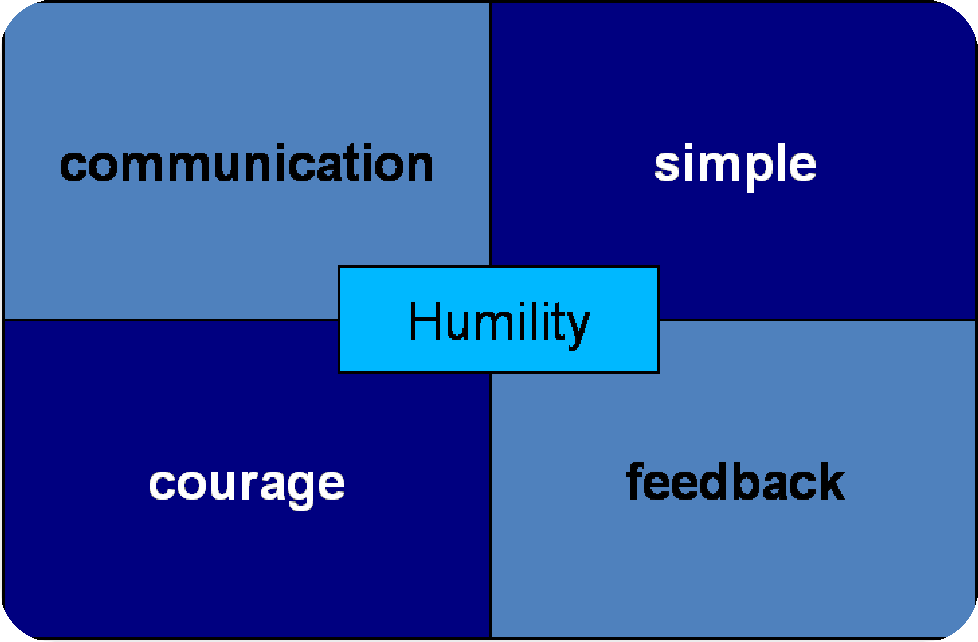 communication
simple
Humility
courage
feedback